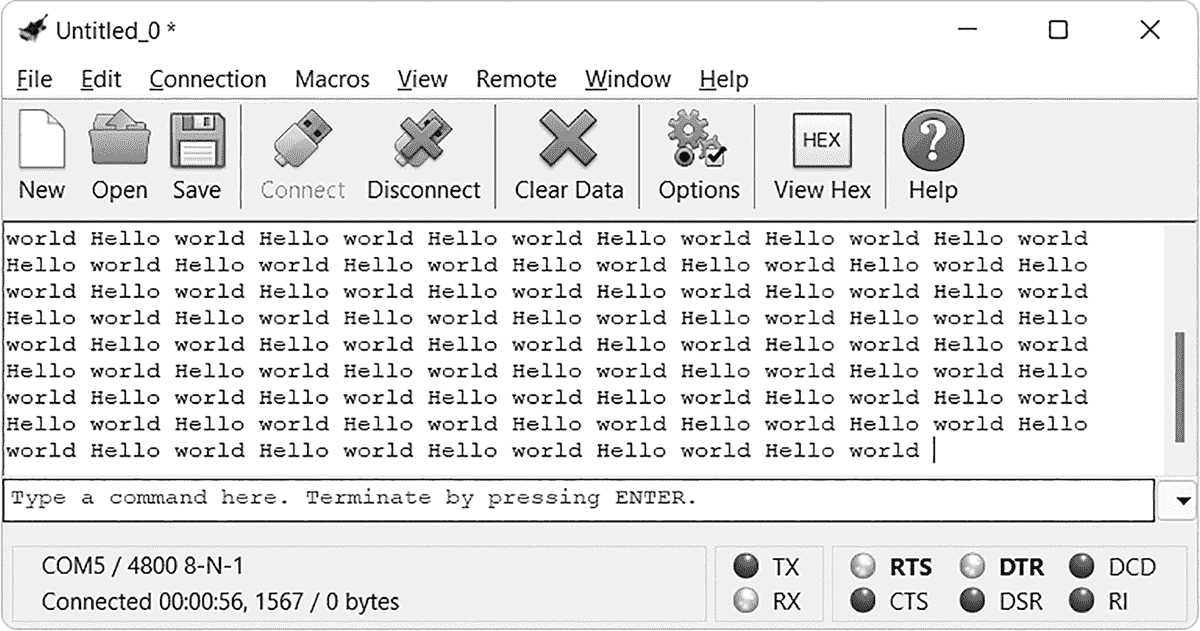 Untitled_0 *
File Edit Connection Macros View Remote Window Help
HEX
New Open Save Connect Disconnect Clear Data Options View Hex Help
world Hello world Hello world Hello world Hello world Hello world Hello world
Hello world Hello world Hello world Hello world Hello world Hello world Hello
world Hello world Hello world Hello world Hello world Hello world Hello world
Hello world Hello world Hello world Hello world Hello world Hello world Hello
world Hello world Hello world Hello world Hello world Hello world Hello world
Hello world Hello world Hello world Hello world Hello world Hello world Hello
world Hello world Hello world Hello world Hello world Hello world Hello world
Hello world Hello world Hello world Hello world Hello world Hello world Hello
world Hello world Hello world Hello world Hello world Hello world
Type a command here. Terminate by pressing ENTER.
COM5 / 4800 8-N-1
Connected 00:00:56, 1567 / 0 bytes
TX RTS DTR DCD
RX CTS DSR RI